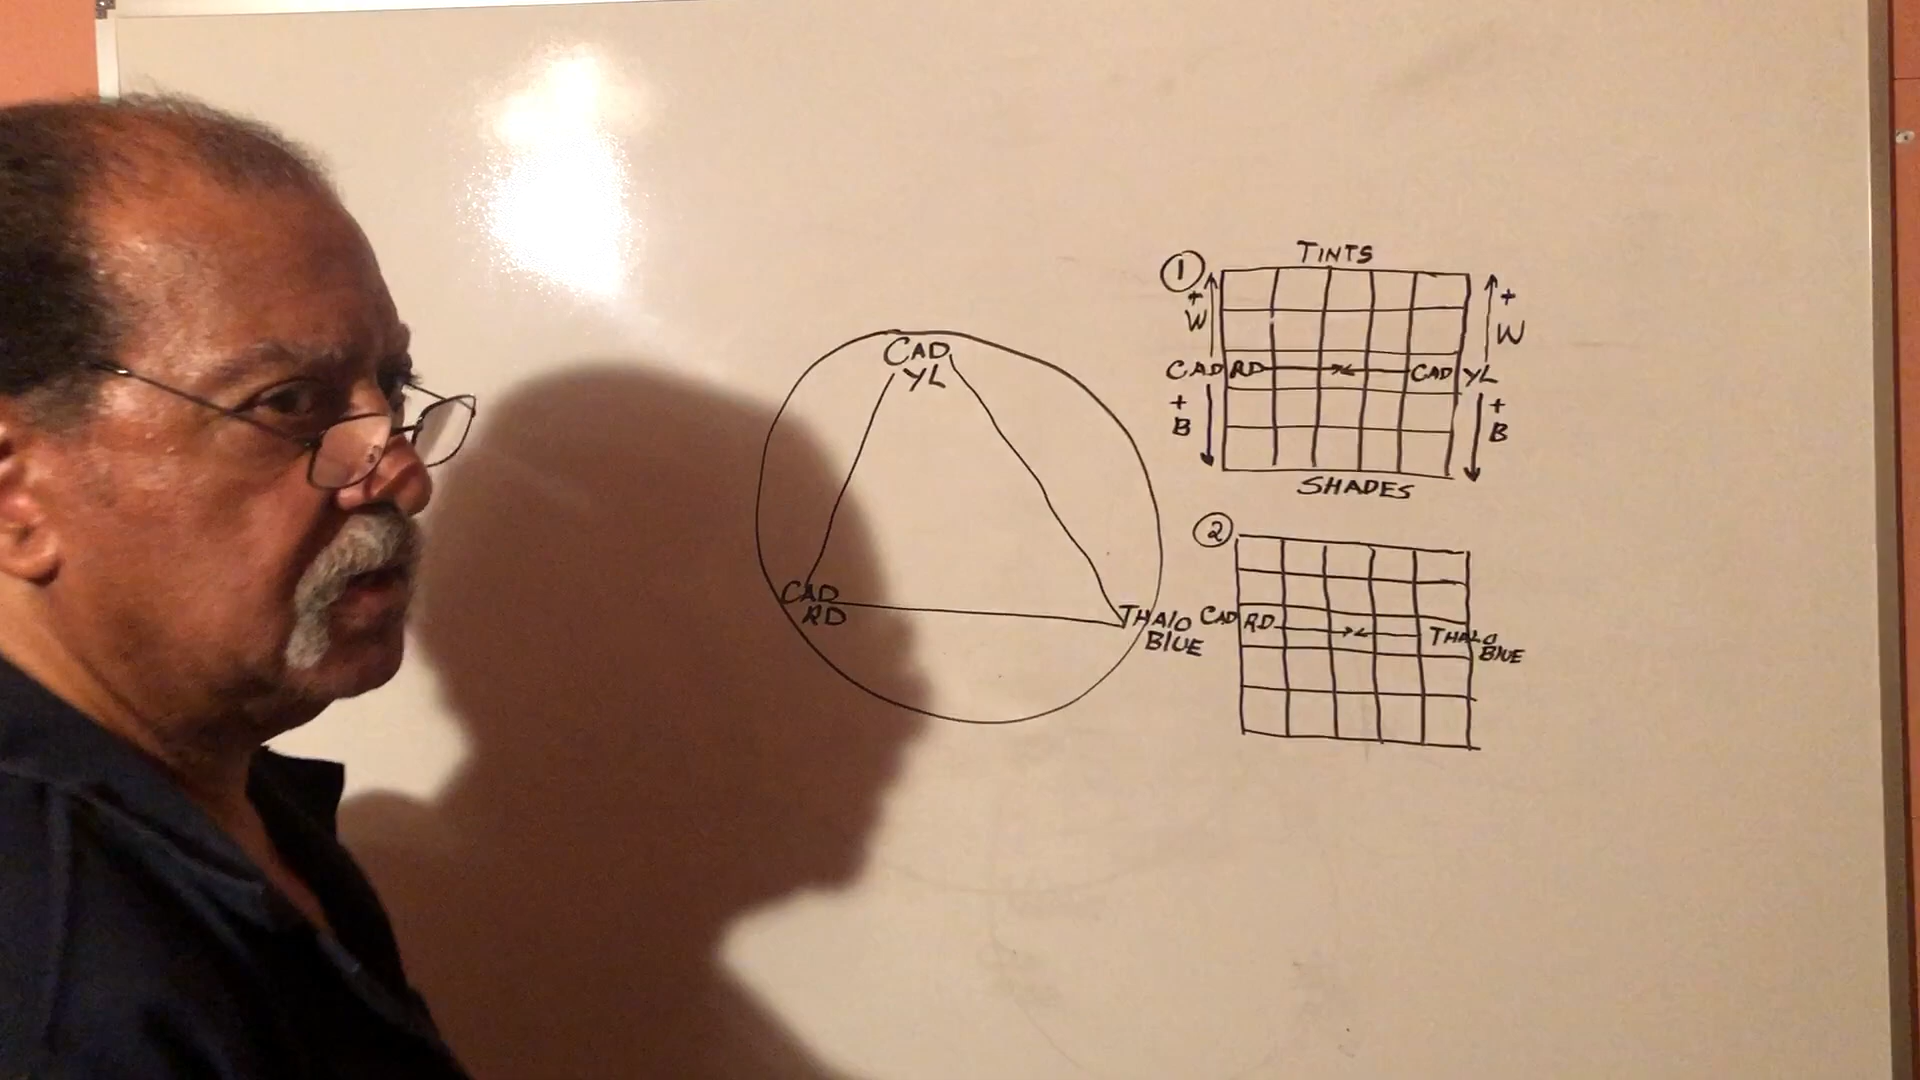 CAD
YL
CAD
RD
THALO
BLUE
1
TINTS
+
W
+
W
CAD RD
CAD YL
+
B
+
B
SHADES
2
CAD RD
THALO
BLUE